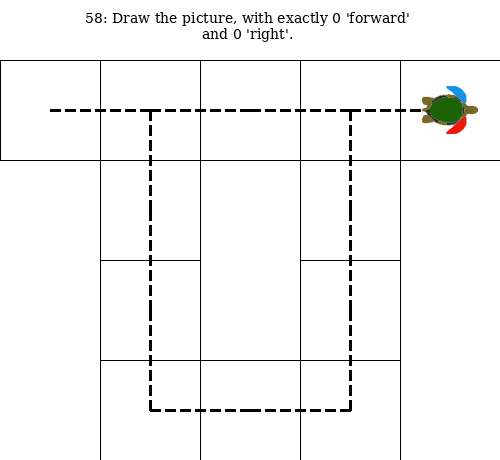 58: Draw the picture, with exactly 0 'forward'
and 0 'right'.